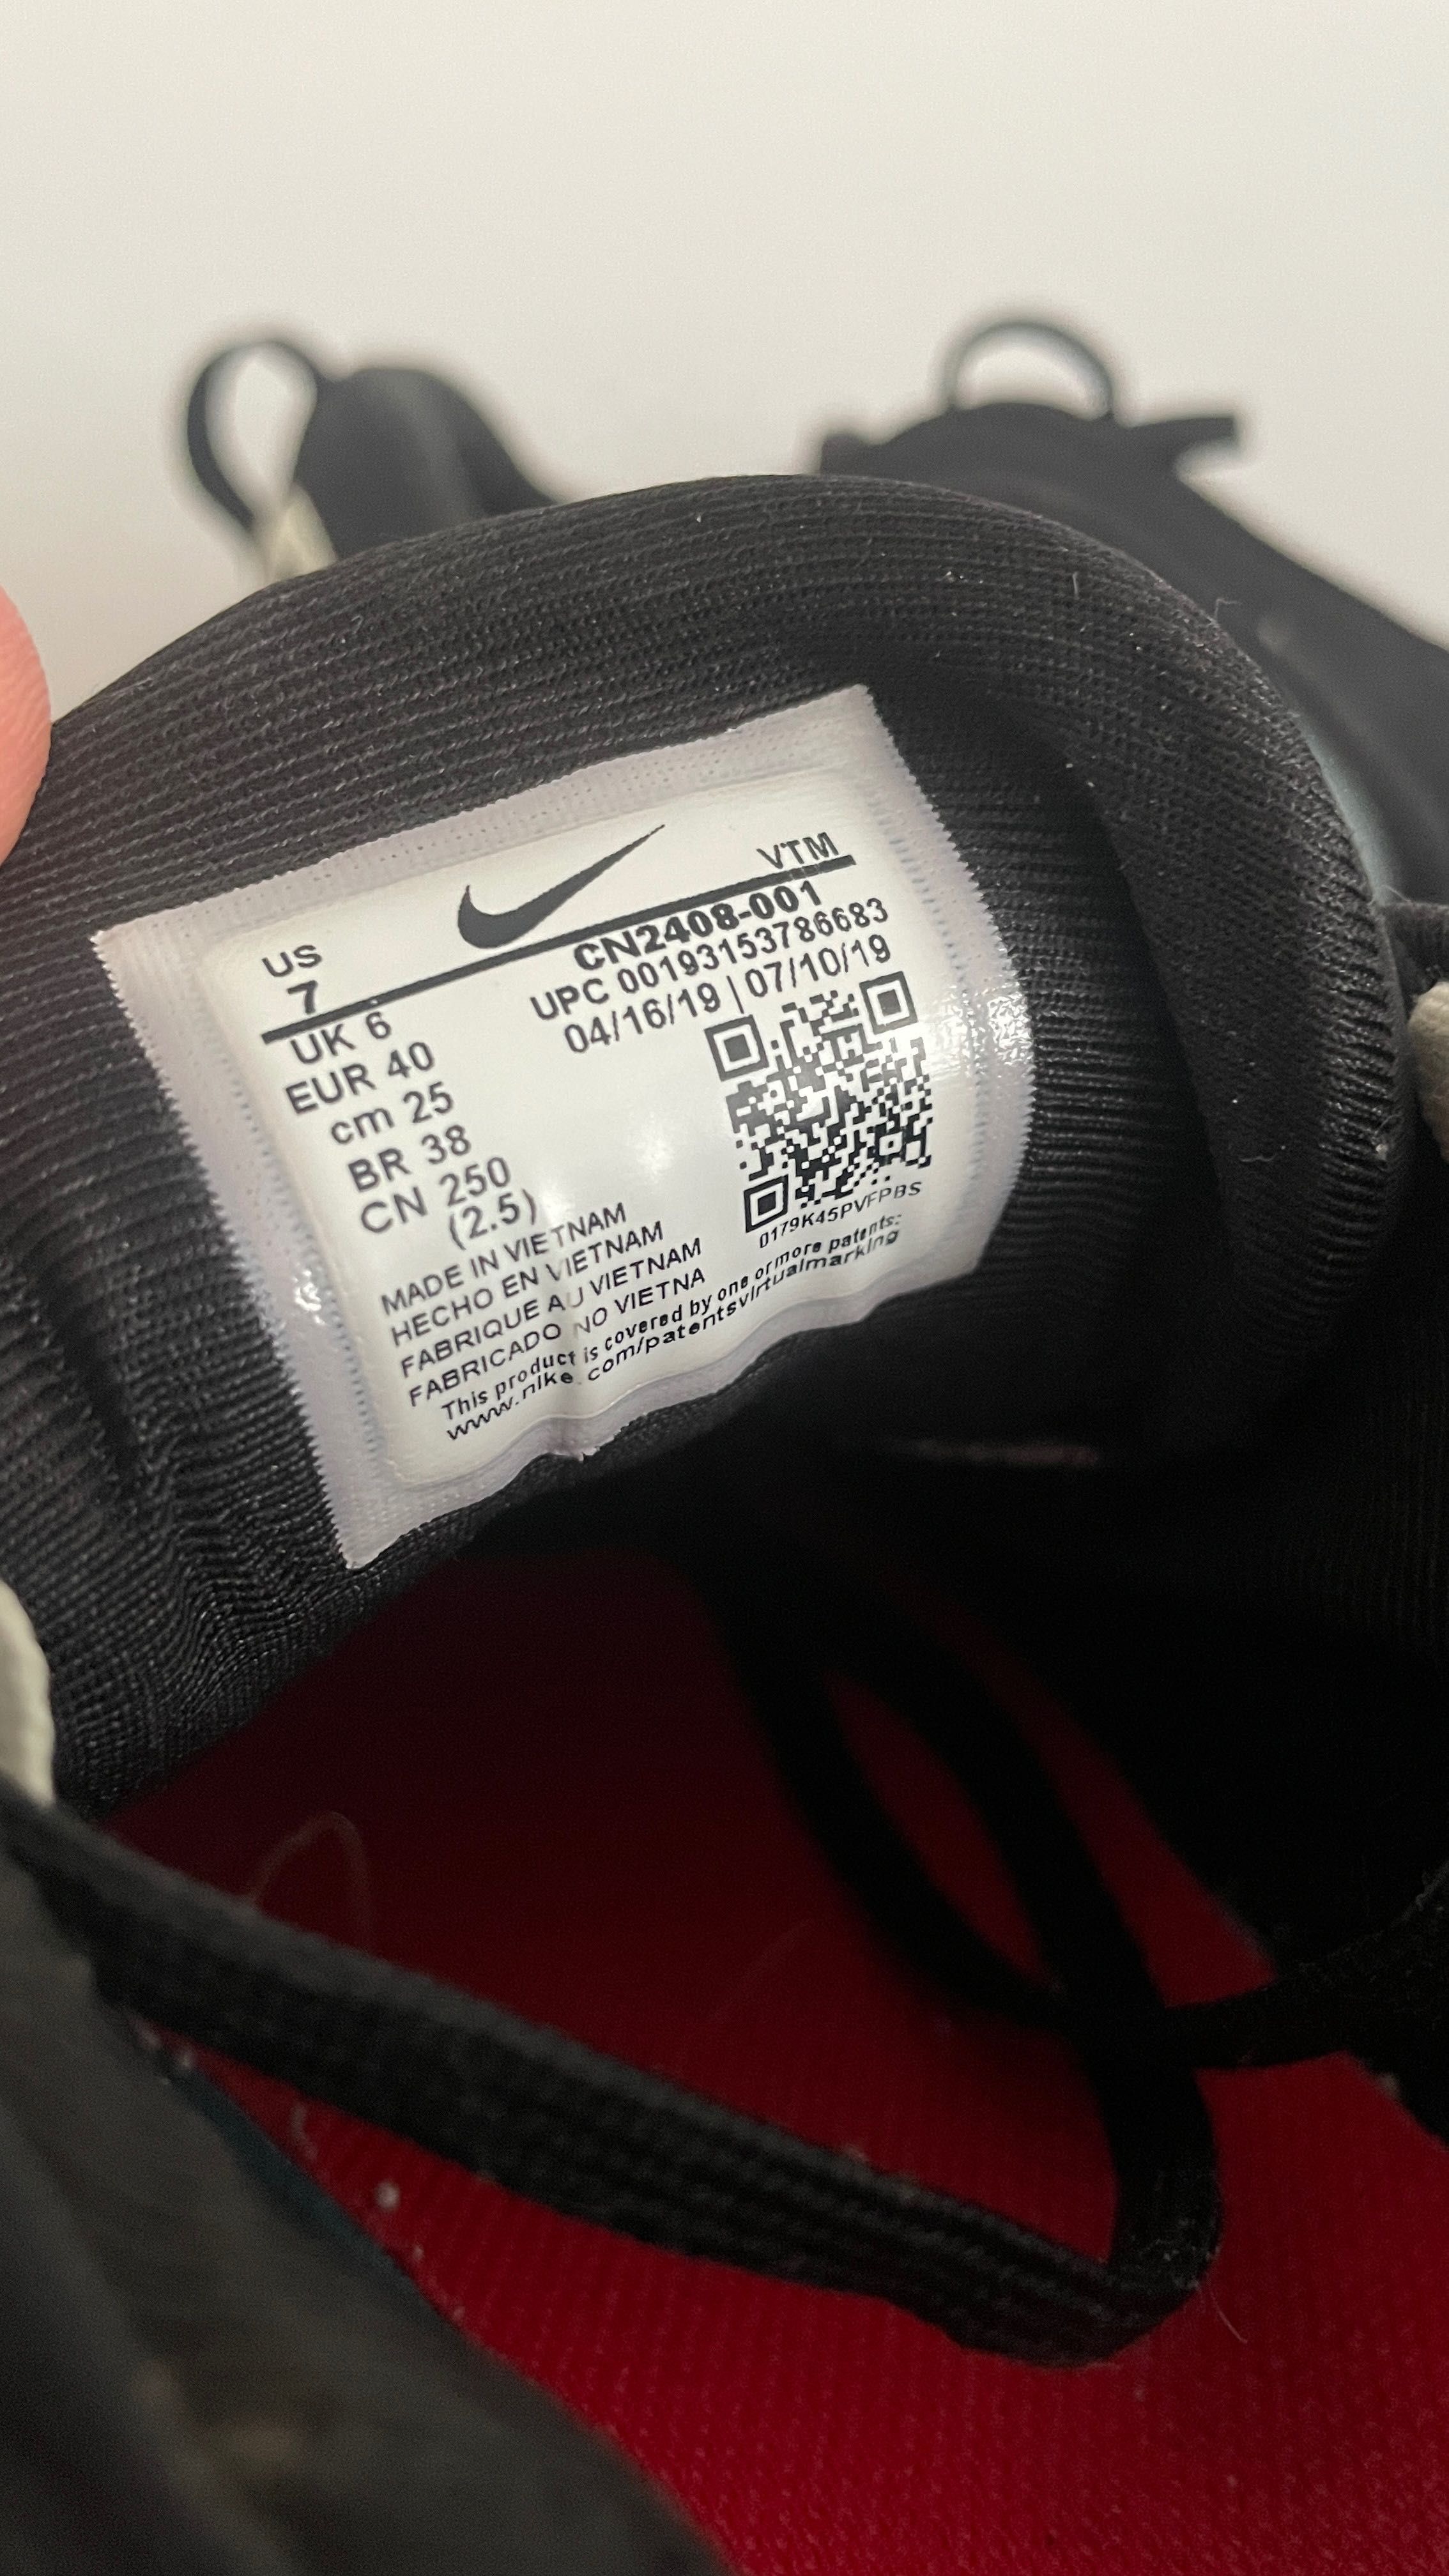 US
7
UK 6
EUR 40
cm 25
BR 38
CN 250
(2.5)
VTM
CN2408-001
UPC 00193153786683
04/16/19 | 07/10/19
0179K45PVFPBS
MADE IN VIETNAM
HECHO EN VIETNAM
FABRIQUE AU VIETNAM
FABRICADO NO VIETNA
This product is covered by one or more patents:
www.nike.com/patentsvirtualmarking